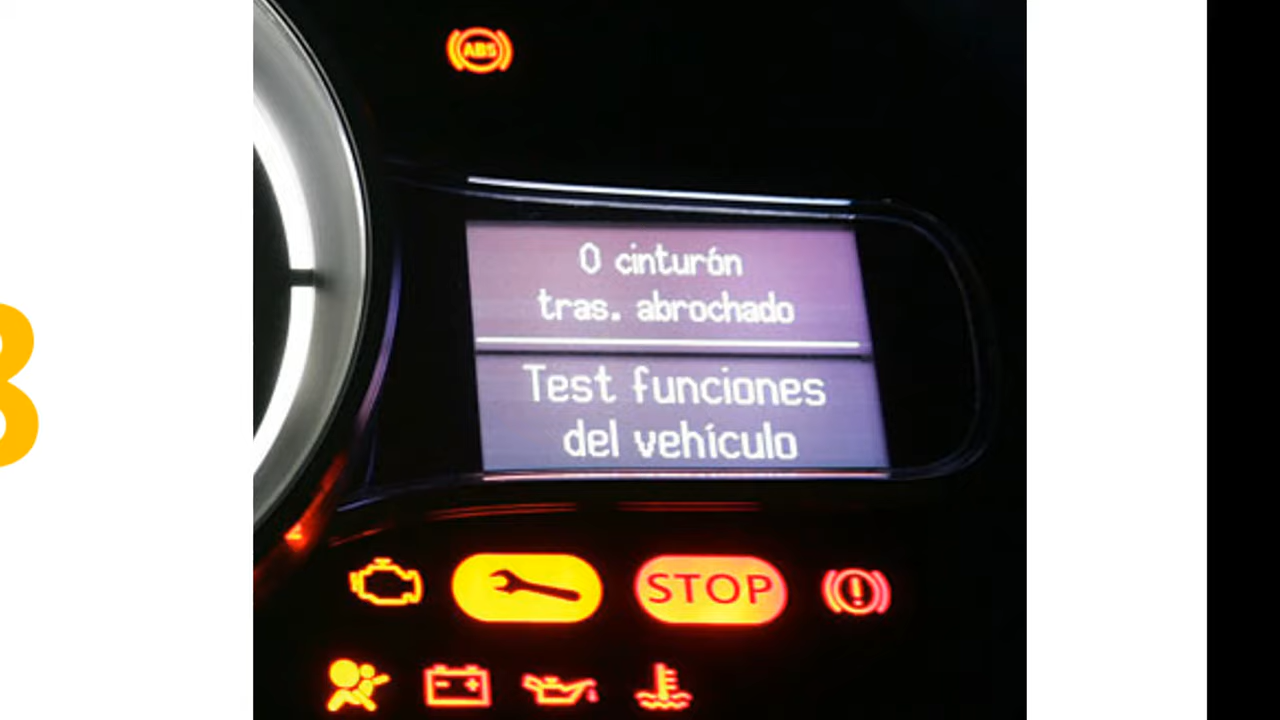 ABS
0 cinturón
tras. abrochado
Test funciones
del vehículo
STOP